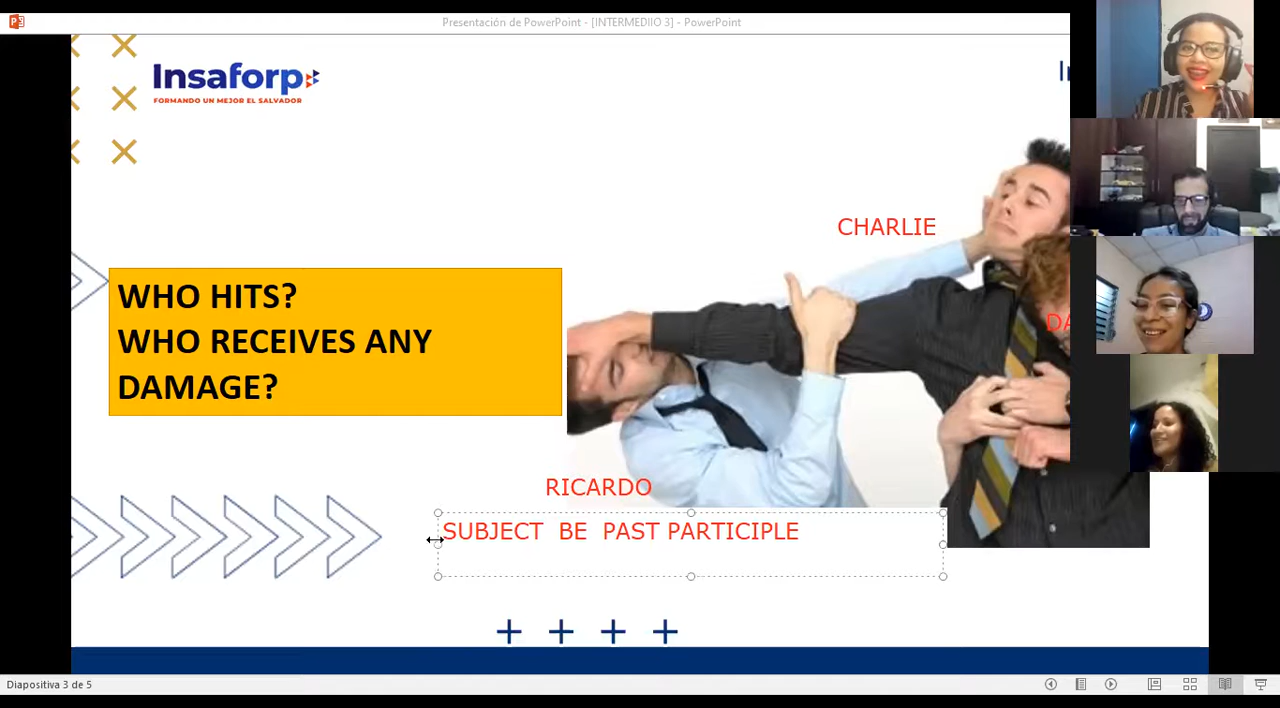 Presentación de PowerPoint - [INTERMEDIIO 3] - PowerPoint
Insaforp
FORMANDO UN MEJOR EL SALVADOR
CHARLIE
WHO HITS?
WHO RECEIVES ANY
DAMAGE?
RICARDO
SUBJECT BE PAST PARTICIPLE
Diapositiva 3 de 5